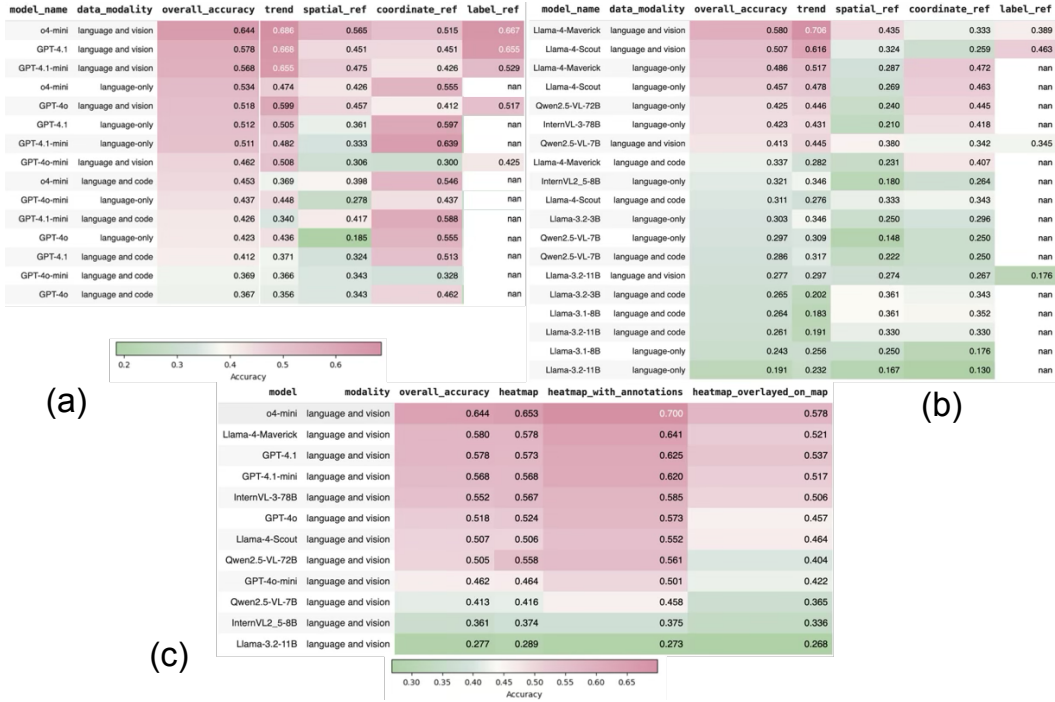 model_name data_modality overall_accuracy trend spatial_ref coordinate_ref label_ref
o4-mini language and vision 0.644 0.686 0.565 0.515 0.667
GPT-4.1 language and vision 0.578 0.668 0.451 0.451 0.655
GPT-4.1-mini language and vision 0.568 0.655 0.475 0.426 0.529
o4-mini language-only 0.534 0.474 0.426 0.555 nan
GPT-4o language and vision 0.518 0.599 0.457 0.412 0.517
GPT-4.1 language-only 0.512 0.505 0.361 0.597 nan
GPT-4.1-mini language-only 0.511 0.482 0.333 0.639 nan
GPT-4o-mini language and vision 0.462 0.508 0.306 0.300 0.425
o4-mini language and code 0.453 0.369 0.398 0.546 nan
GPT-4o-mini language-only 0.437 0.448 0.278 0.437 nan
GPT-4.1-mini language and code 0.426 0.340 0.417 0.588 nan
GPT-4o language-only 0.423 0.436 0.185 0.555 nan
GPT-4.1 language and code 0.412 0.371 0.324 0.513 nan
GPT-4o-mini language and code 0.369 0.366 0.343 0.328 nan
GPT-4o language and code 0.367 0.356 0.343 0.462 nan
0.2 0.3 0.4 0.5 0.6
Accuracy
(a)
model_name data_modality overall_accuracy trend spatial_ref coordinate_ref label_ref
Llama-4-Maverick language and vision 0.580 0.706 0.435 0.333 0.389
Llama-4-Scout language and vision 0.507 0.616 0.324 0.259 0.463
Llama-4-Maverick language-only 0.486 0.517 0.287 0.472 nan
Llama-4-Scout language-only 0.457 0.478 0.269 0.463 nan
Qwen2.5-VL-72B language-only 0.425 0.446 0.240 0.445 nan
InternVL-3-78B language-only 0.423 0.431 0.210 0.418 nan
Qwen2.5-VL-7B language and vision 0.413 0.445 0.380 0.342 0.345
Llama-4-Maverick language and code 0.337 0.282 0.231 0.407 nan
InternVL2_5-8B language-only 0.321 0.346 0.180 0.264 nan
Llama-4-Scout language and code 0.311 0.276 0.333 0.343 nan
Llama-3.2-3B language-only 0.303 0.346 0.250 0.296 nan
Qwen2.5-VL-7B language-only 0.297 0.309 0.148 0.250 nan
Qwen2.5-VL-7B language and code 0.286 0.317 0.222 0.250 nan
Llama-3.2-11B language and vision 0.277 0.297 0.274 0.267 0.176
Llama-3.2-3B language and code 0.265 0.202 0.361 0.343 nan
Llama-3.1-8B language and code 0.264 0.183 0.361 0.352 nan
Llama-3.2-11B language and code 0.261 0.191 0.330 0.330 nan
Llama-3.1-8B language-only 0.243 0.256 0.250 0.176 nan
Llama-3.2-11B language-only 0.191 0.232 0.167 0.130 nan
(b)
model modality overall_accuracy heatmap heatmap_with_annotations heatmap_overlayed_on_map
o4-mini language and vision 0.644 0.653 0.700 0.578
Llama-4-Maverick language and vision 0.580 0.578 0.641 0.521
GPT-4.1 language and vision 0.578 0.573 0.625 0.537
GPT-4.1-mini language and vision 0.568 0.568 0.620 0.517
InternVL-3-78B language and vision 0.552 0.567 0.585 0.506
GPT-4o language and vision 0.518 0.524 0.573 0.457
Llama-4-Scout language and vision 0.507 0.506 0.552 0.464
Qwen2.5-VL-72B language and vision 0.505 0.558 0.561 0.404
GPT-4o-mini language and vision 0.462 0.464 0.501 0.422
Qwen2.5-VL-7B language and vision 0.413 0.416 0.458 0.365
InternVL2_5-8B language and vision 0.361 0.374 0.375 0.336
Llama-3.2-11B language and vision 0.277 0.289 0.273 0.268
(c)
0.30 0.35 0.40 0.45 0.50 0.55 0.60 0.65
Accuracy